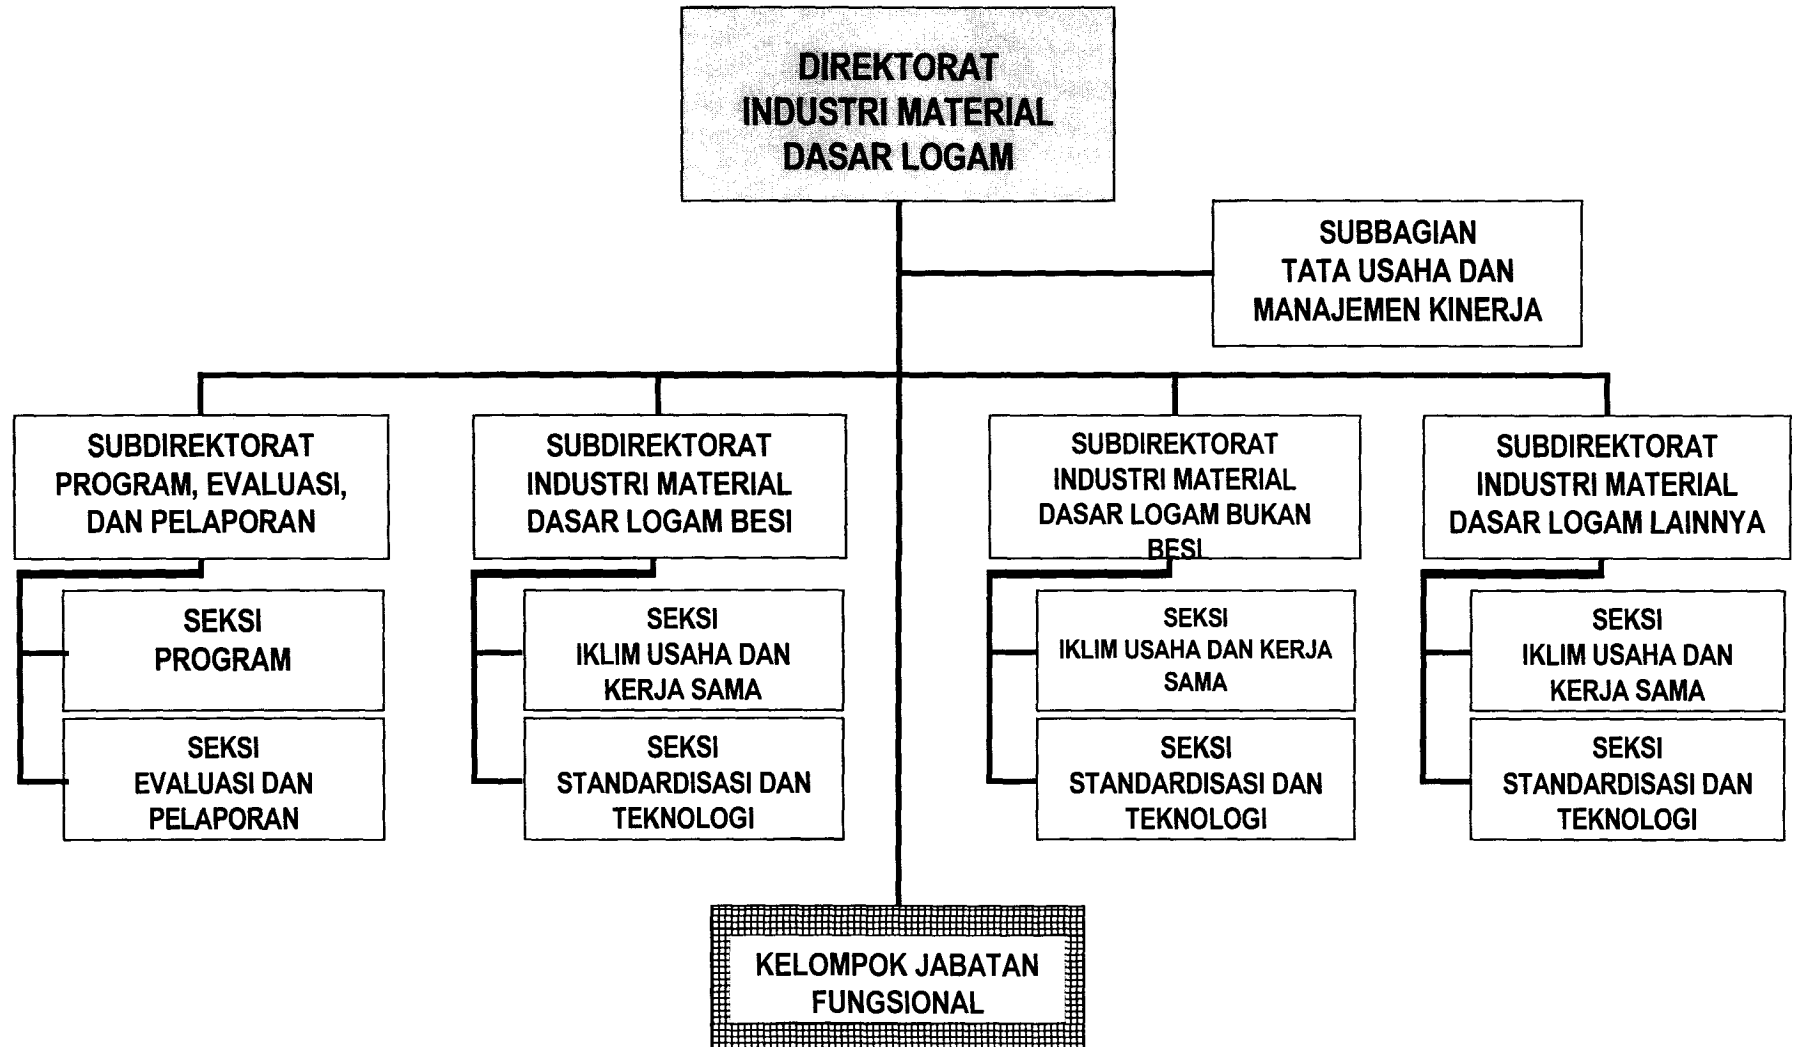 DIREKTORAT
INDUSTRI MATERIAL
DASAR LOGAM
SUBBAGIAN
TATA USAHA DAN
MANAJEMEN KINERJA
SUBDIREKTORAT
PROGRAM, EVALUASI,
DAN PELAPORAN
SEKSI
PROGRAM
SEKSI
EVALUASI DAN
PELAPORAN
SUBDIREKTORAT
INDUSTRI MATERIAL
DASAR LOGAM BESI
SEKSI
IKLIM USAHA DAN
KERJA SAMA
SEKSI
STANDARDISASI DAN
TEKNOLOGI
SUBDIREKTORAT
INDUSTRI MATERIAL
DASAR LOGAM BUKAN
BESI
SEKSI
IKLIM USAHA DAN KERJA
SAMA
SEKSI
STANDARDISASI DAN
TEKNOLOGI
SUBDIREKTORAT
INDUSTRI MATERIAL
DASAR LOGAM LAINNYA
SEKSI
IKLIM USAHA DAN
KERJA SAMA
SEKSI
STANDARDISASI DAN
TEKNOLOGI
KELOMPOK JABATAN
FUNGSIONAL